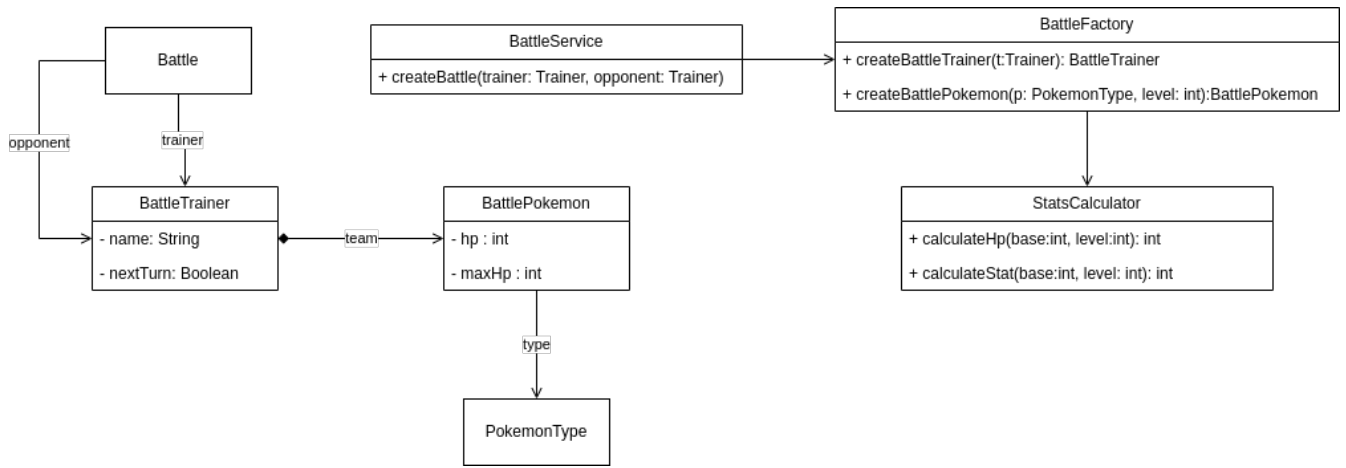 Battle
opponent
trainer
BattleTrainer
- name: String
- nextTurn: Boolean
team
BattlePokemon
- hp : int
- maxHp : int
type
PokemonType
BattleService
+ createBattle(trainer: Trainer, opponent: Trainer)
BattleFactory
+ createBattleTrainer(t:Trainer): BattleTrainer
+ createBattlePokemon(p: PokemonType, level: int):BattlePokemon
StatsCalculator
+ calculateHp(base:int, level:int): int
+ calculateStat(base:int, level: int): int